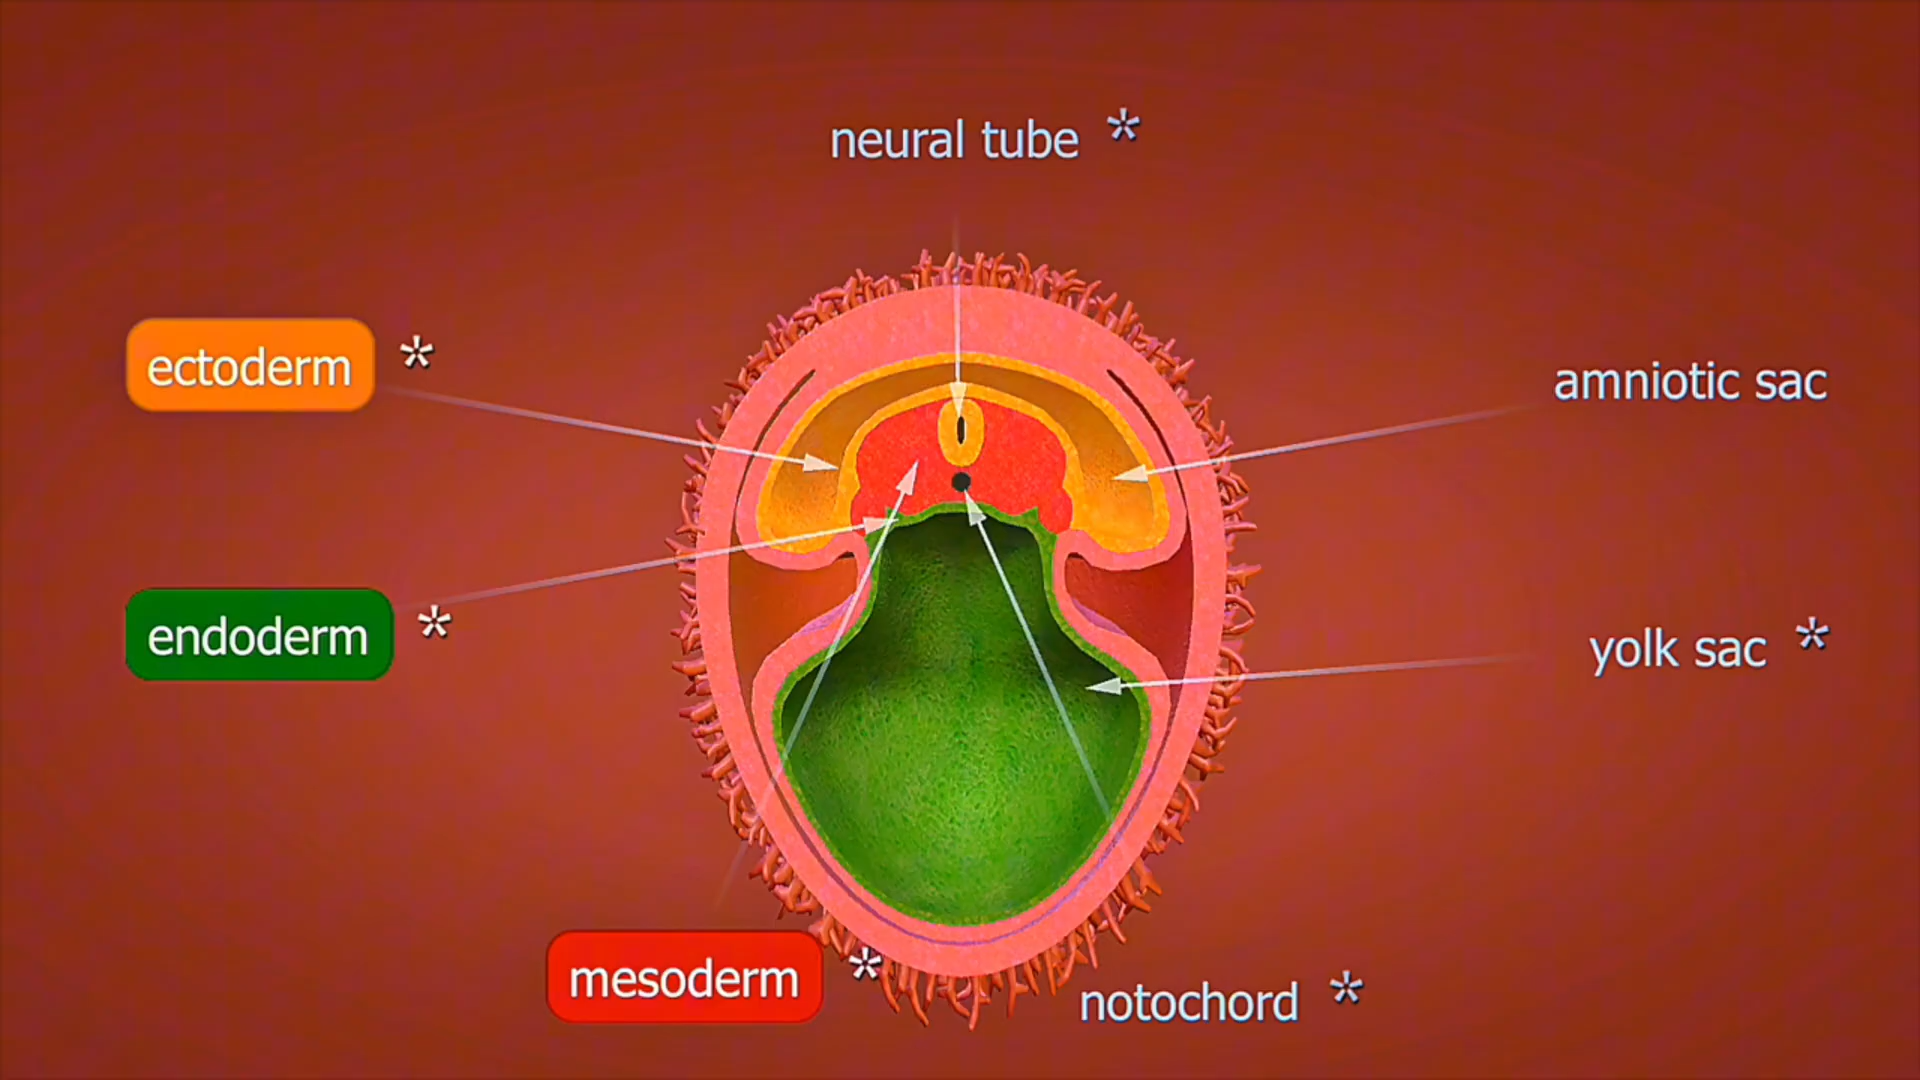 neural tube *
ectoderm *
amniotic sac
endoderm *
yolk sac *
mesoderm *
notochord *